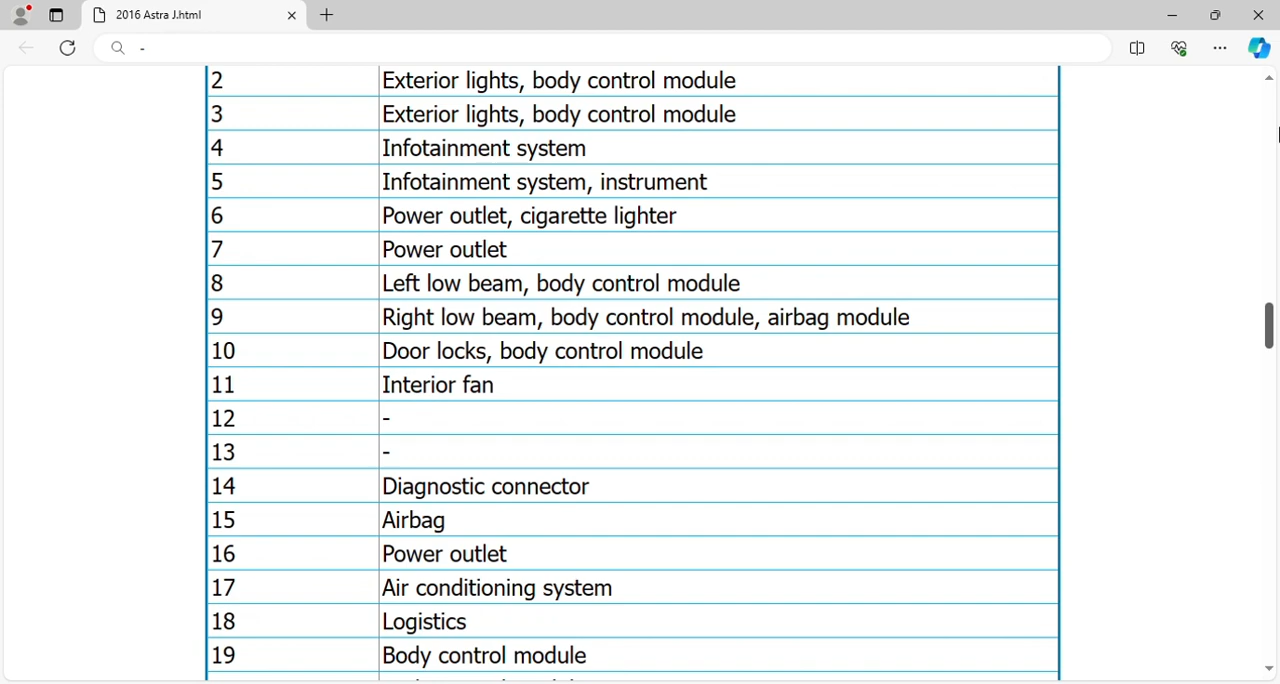 2016 Astra J.html
-
2 Exterior lights, body control module
3 Exterior lights, body control module
4 Infotainment system
5 Infotainment system, instrument
6 Power outlet, cigarette lighter
7 Power outlet
8 Left low beam, body control module
9 Right low beam, body control module, airbag module
10 Door locks, body control module
11 Interior fan
12 -
13 -
14 Diagnostic connector
15 Airbag
16 Power outlet
17 Air conditioning system
18 Logistics
19 Body control module